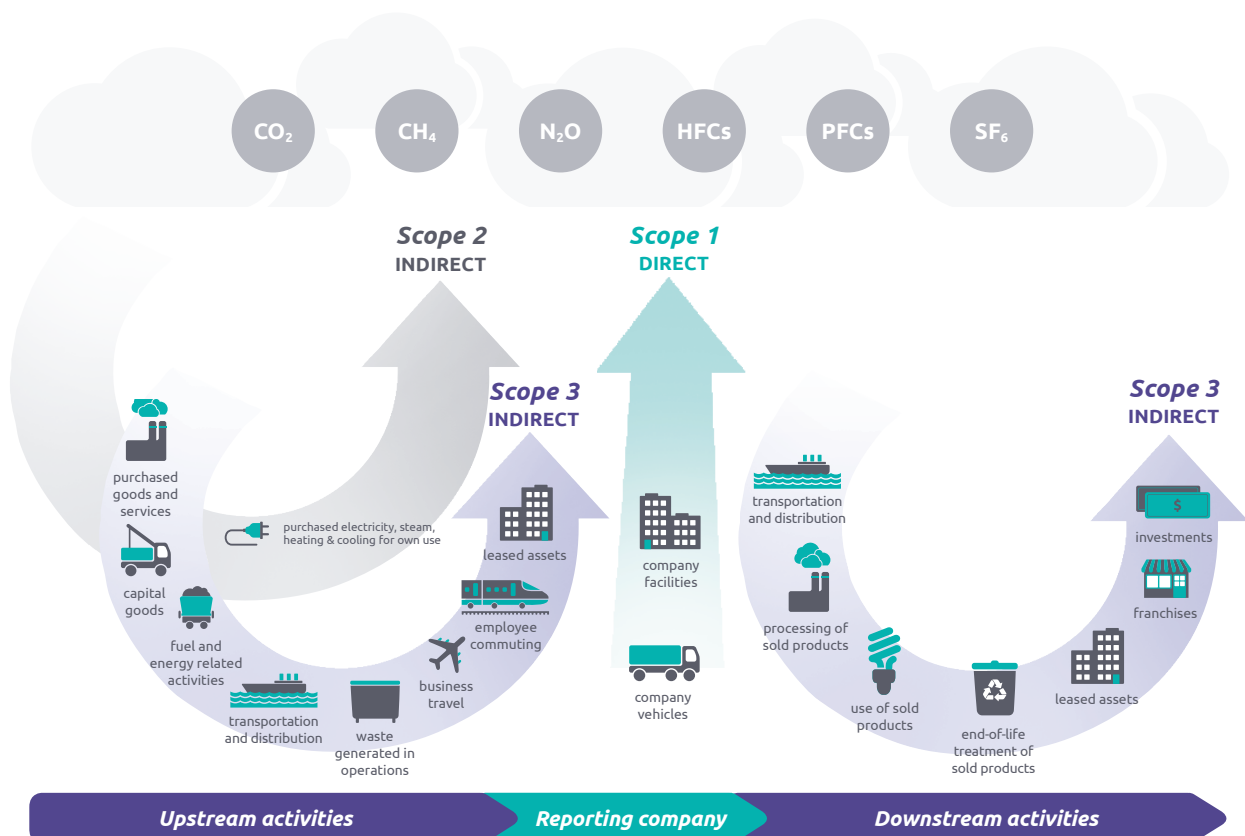 CO₂
CH₄
N₂O
HFCs
PFCs
SF₆
Scope 2
INDIRECT
Scope 1
DIRECT
Scope 3
INDIRECT
Scope 3
INDIRECT
purchased
goods and
services
capital
goods
fuel and
energy related
activities
purchased electricity, steam,
heating & cooling for own use
transportation
and distribution
waste
generated in
operations
business
travel
employee
commuting
leased assets
company
facilities
company
vehicles
transportation
and distribution
processing of
sold products
use of sold
products
end-of-life
treatment of
sold products
leased assets
franchises
$
investments
Upstream activities
Reporting company
Downstream activities